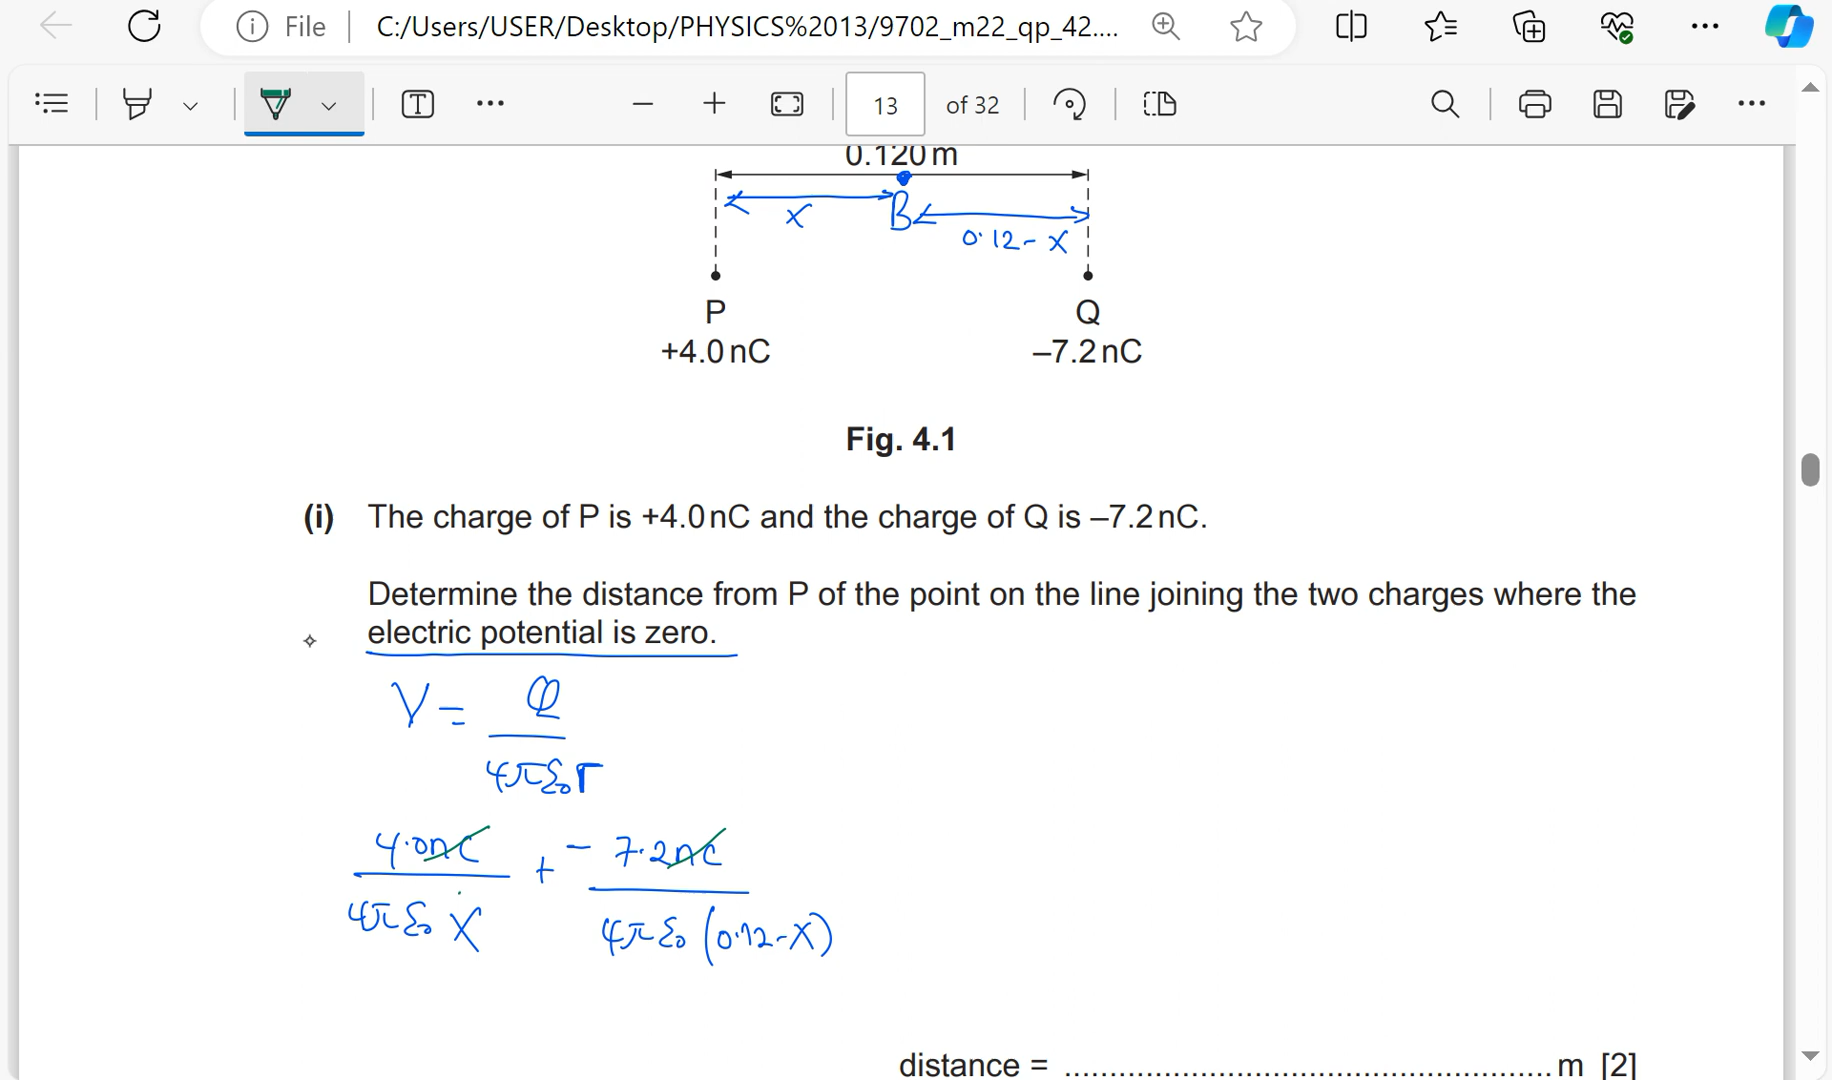 File
C:/Users/USER/Desktop/PHYSICS%2013/9702_m22_qp_42....
13 of 32
0.120 m
x B 0.12 - x
P Q
+4.0 nC –7.2 nC
Fig. 4.1
(i) The charge of P is +4.0 nC and the charge of Q is –7.2 nC.
Determine the distance from P of the point on the line joining the two charges where the
electric potential is zero.
V = Q
4πε₀r
4.0nC + - 7.2nC
4πε₀ x 4πε₀ (0.12-x)
distance = ...................................................... m [2]